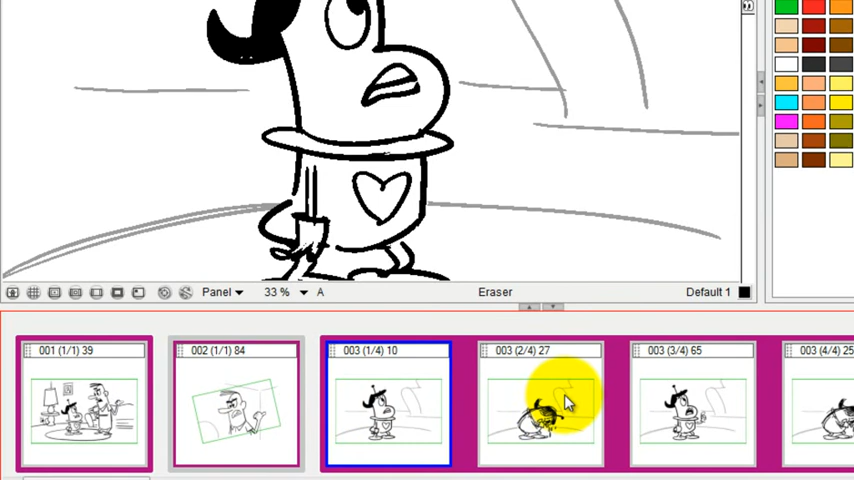 Panel 33 % A Eraser Default 1
001 (1/1) 39 002 (1/1) 84 003 (1/4) 10 003 (2/4) 27 003 (3/4) 65 003 (4/4) 25